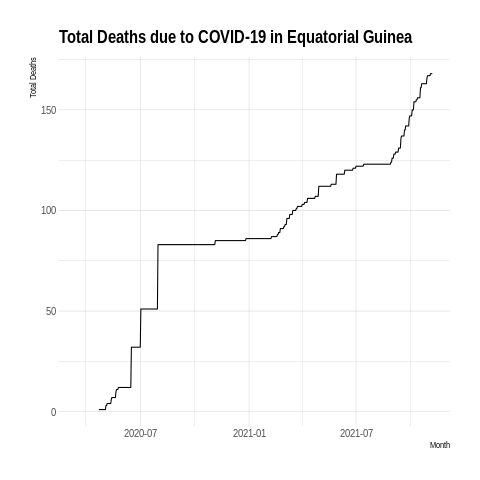 Total Deaths due to COVID-19 in Equatorial Guinea
Total Deaths
150
100
50
0
2020-07 2021-01 2021-07
Month